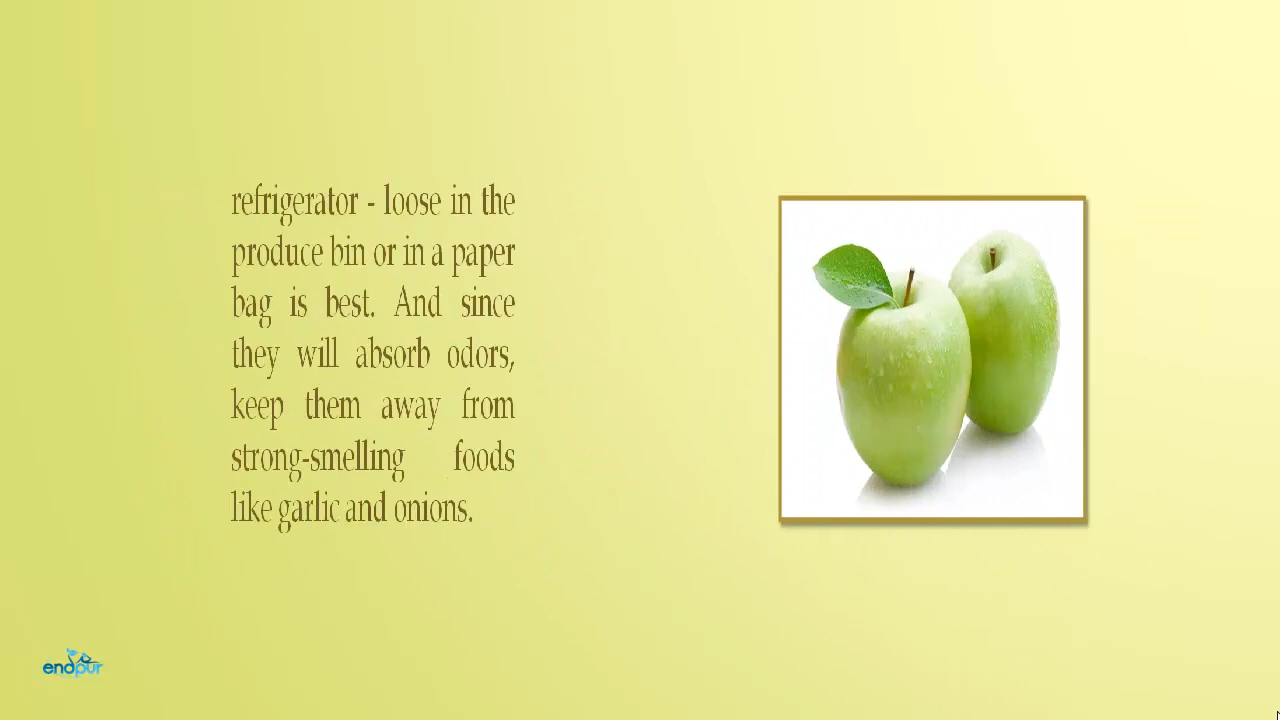 refrigerator - loose in the
produce bin or in a paper
bag is best. And since
they will absorb odors,
keep them away from
strong-smelling foods
like garlic and onions.
endpur